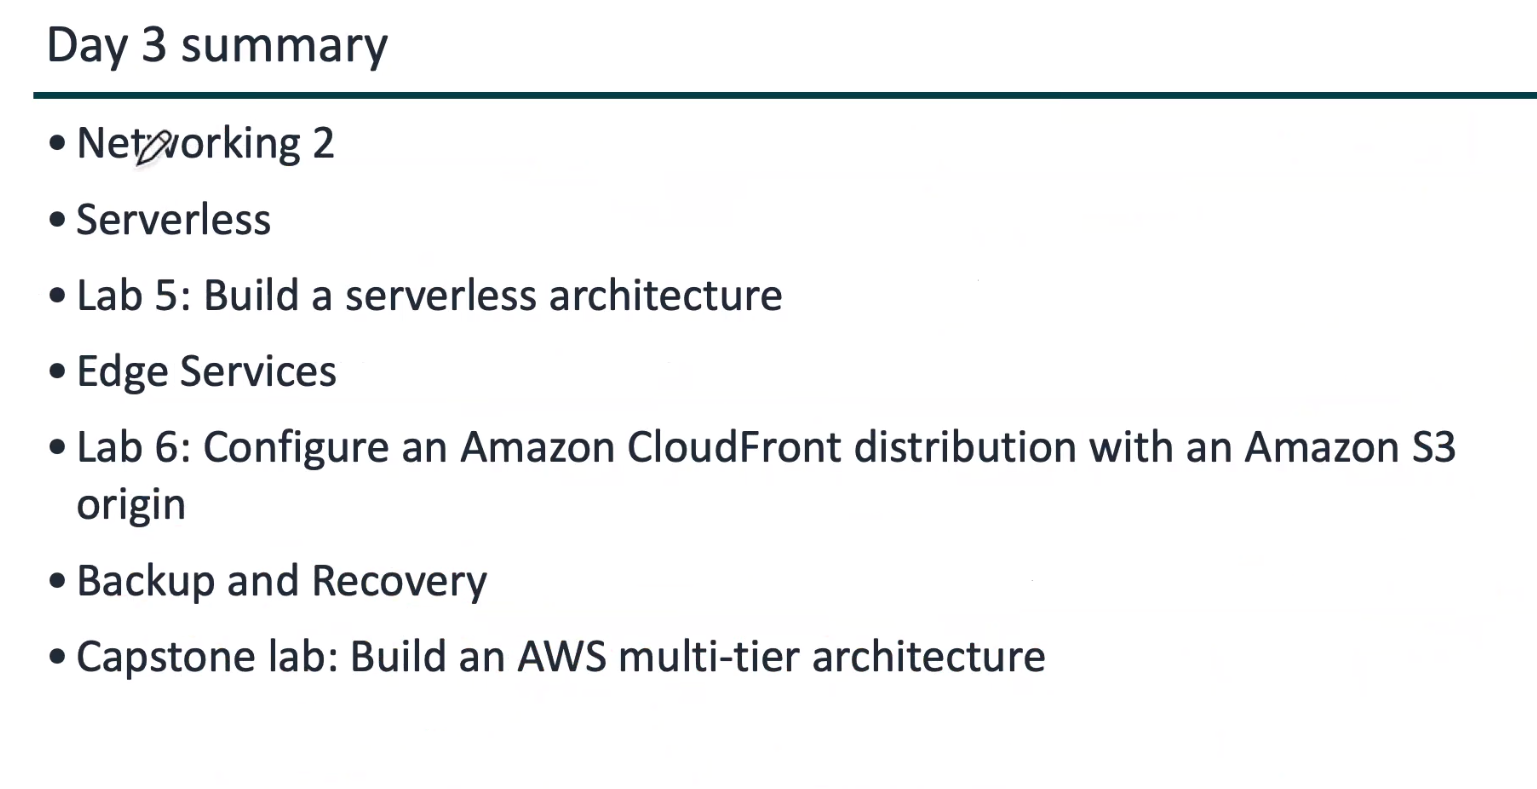 Day 3 summary
• Networking 2
• Serverless
• Lab 5: Build a serverless architecture
• Edge Services
• Lab 6: Configure an Amazon CloudFront distribution with an Amazon S3
origin
• Backup and Recovery
• Capstone lab: Build an AWS multi-tier architecture